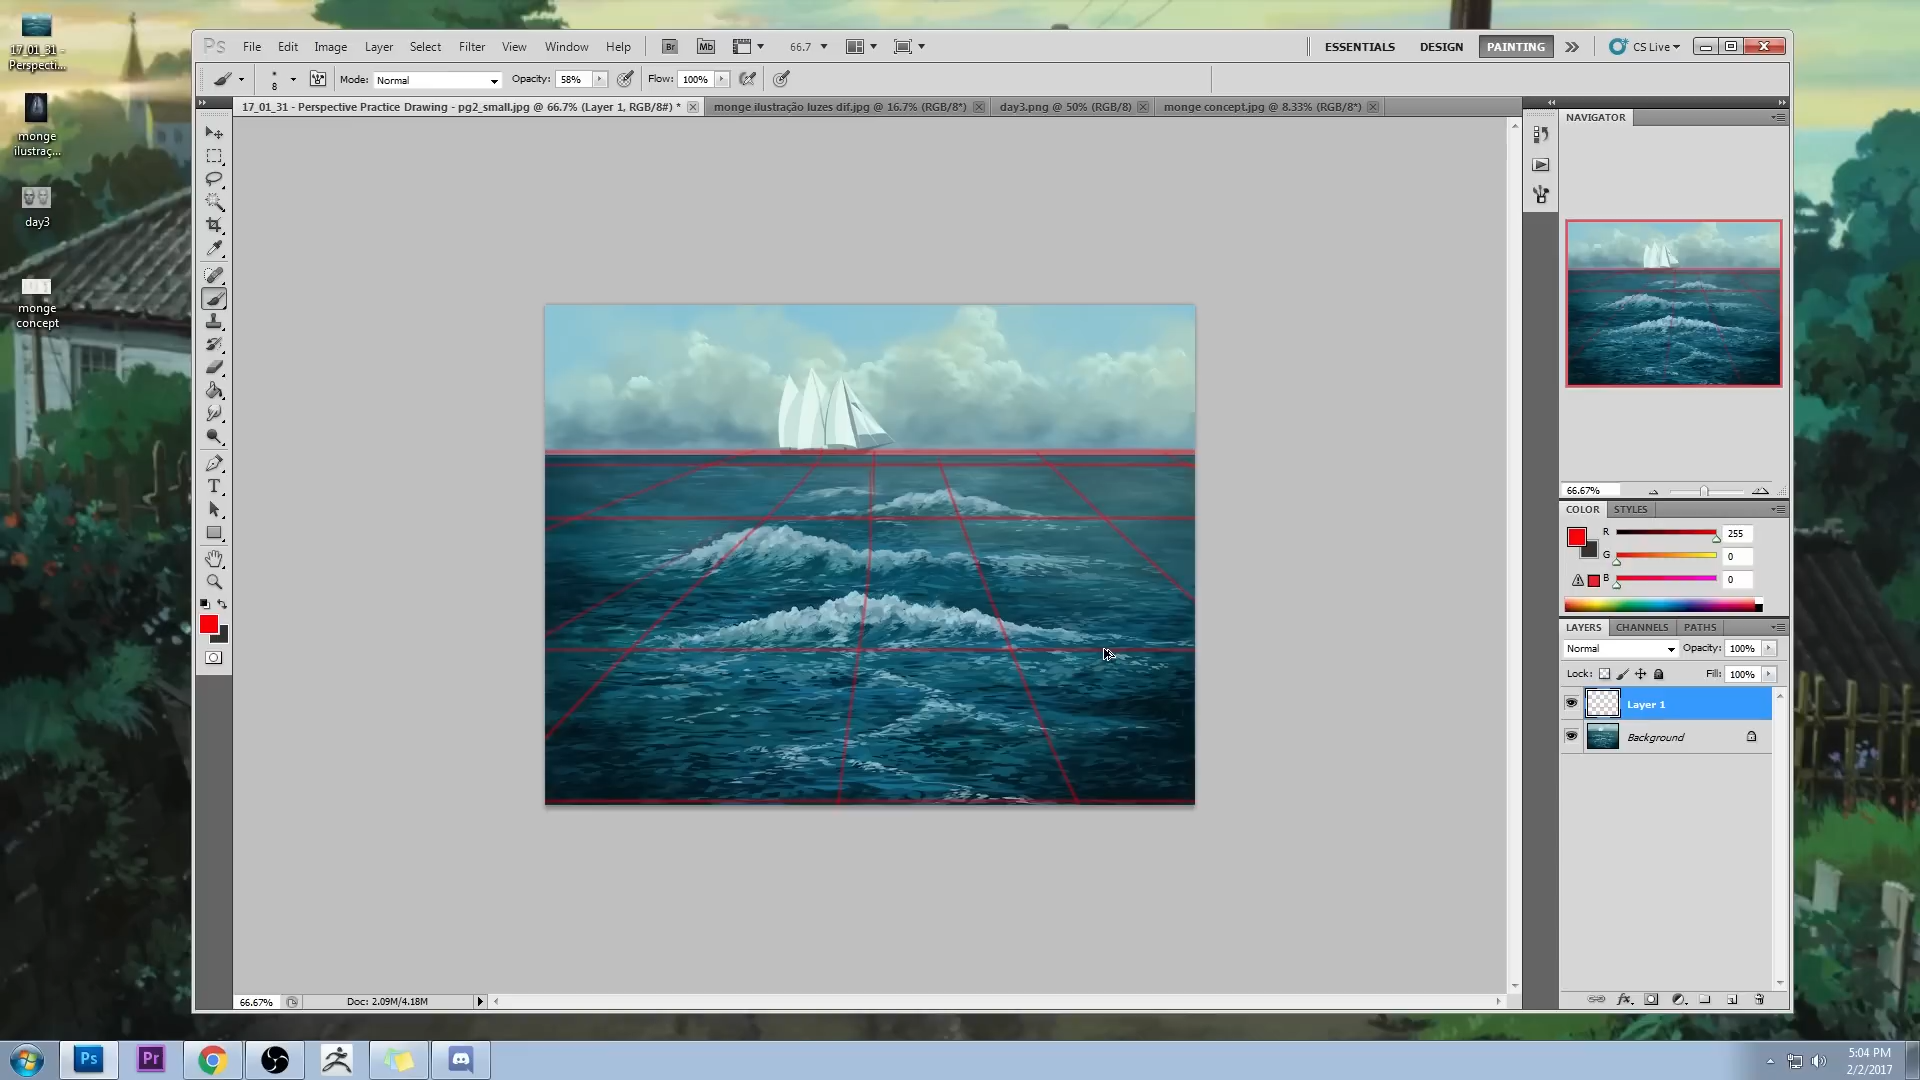 17_01_31 -
Perspecti...
monge
ilustraç...
day3
monge
concept
Ps
File Edit Image Layer Select Filter View Window Help
Br Mb 66.7
ESSENTIALS DESIGN PAINTING CS Live
8
Mode: Normal Opacity: 58% Flow: 100%
17_01_31 - Perspective Practice Drawing - pg2_small.jpg @ 66.7% (Layer 1, RGB/8#) *
monge ilustração luzes dif.jpg @ 16.7% (RGB/8*)
day3.png @ 50% (RGB/8)
monge concept.jpg @ 8.33% (RGB/8*)
NAVIGATOR
66.67%
COLOR STYLES
R 255
G 0
B 0
LAYERS CHANNELS PATHS
Normal Opacity: 100%
Lock: Fill: 100%
Layer 1
Background
fx
T
66.67% Doc: 2.09M/4.18M
Ps Pr
5:04 PM
2/2/2017